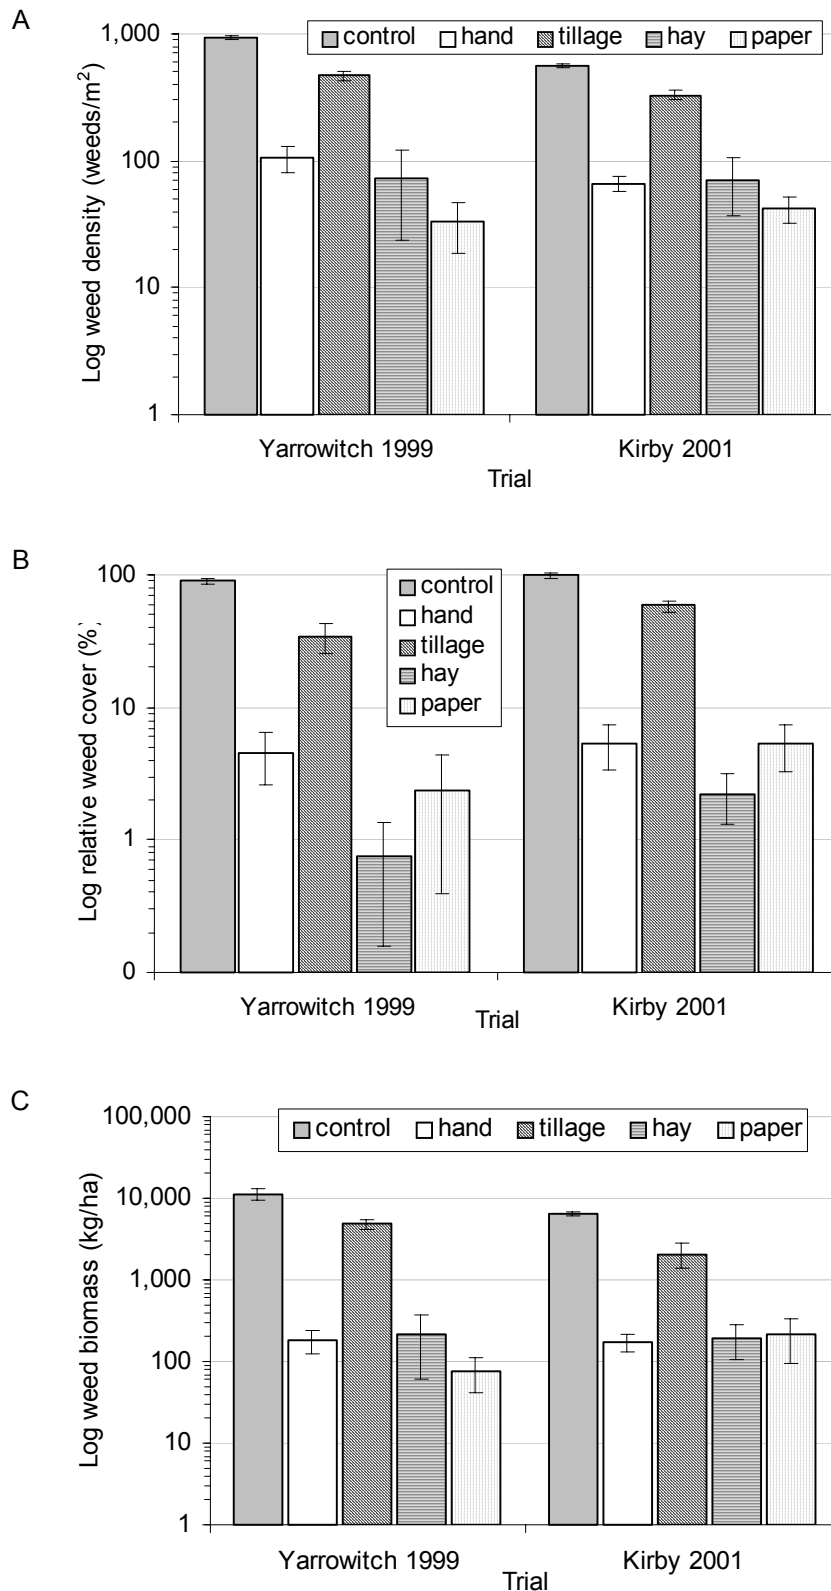 A
control hand tillage hay paper
Log weed density (weeds/m²)
1,000
100
10
1
Yarrowitch 1999 Kirby 2001
Trial
B
control
hand
tillage
hay
paper
Log relative weed cover (%)
100
10
1
0
Yarrowitch 1999 Kirby 2001
Trial
C
control hand tillage hay paper
Log weed biomass (kg/ha)
100,000
10,000
1,000
100
10
1
Yarrowitch 1999 Kirby 2001
Trial